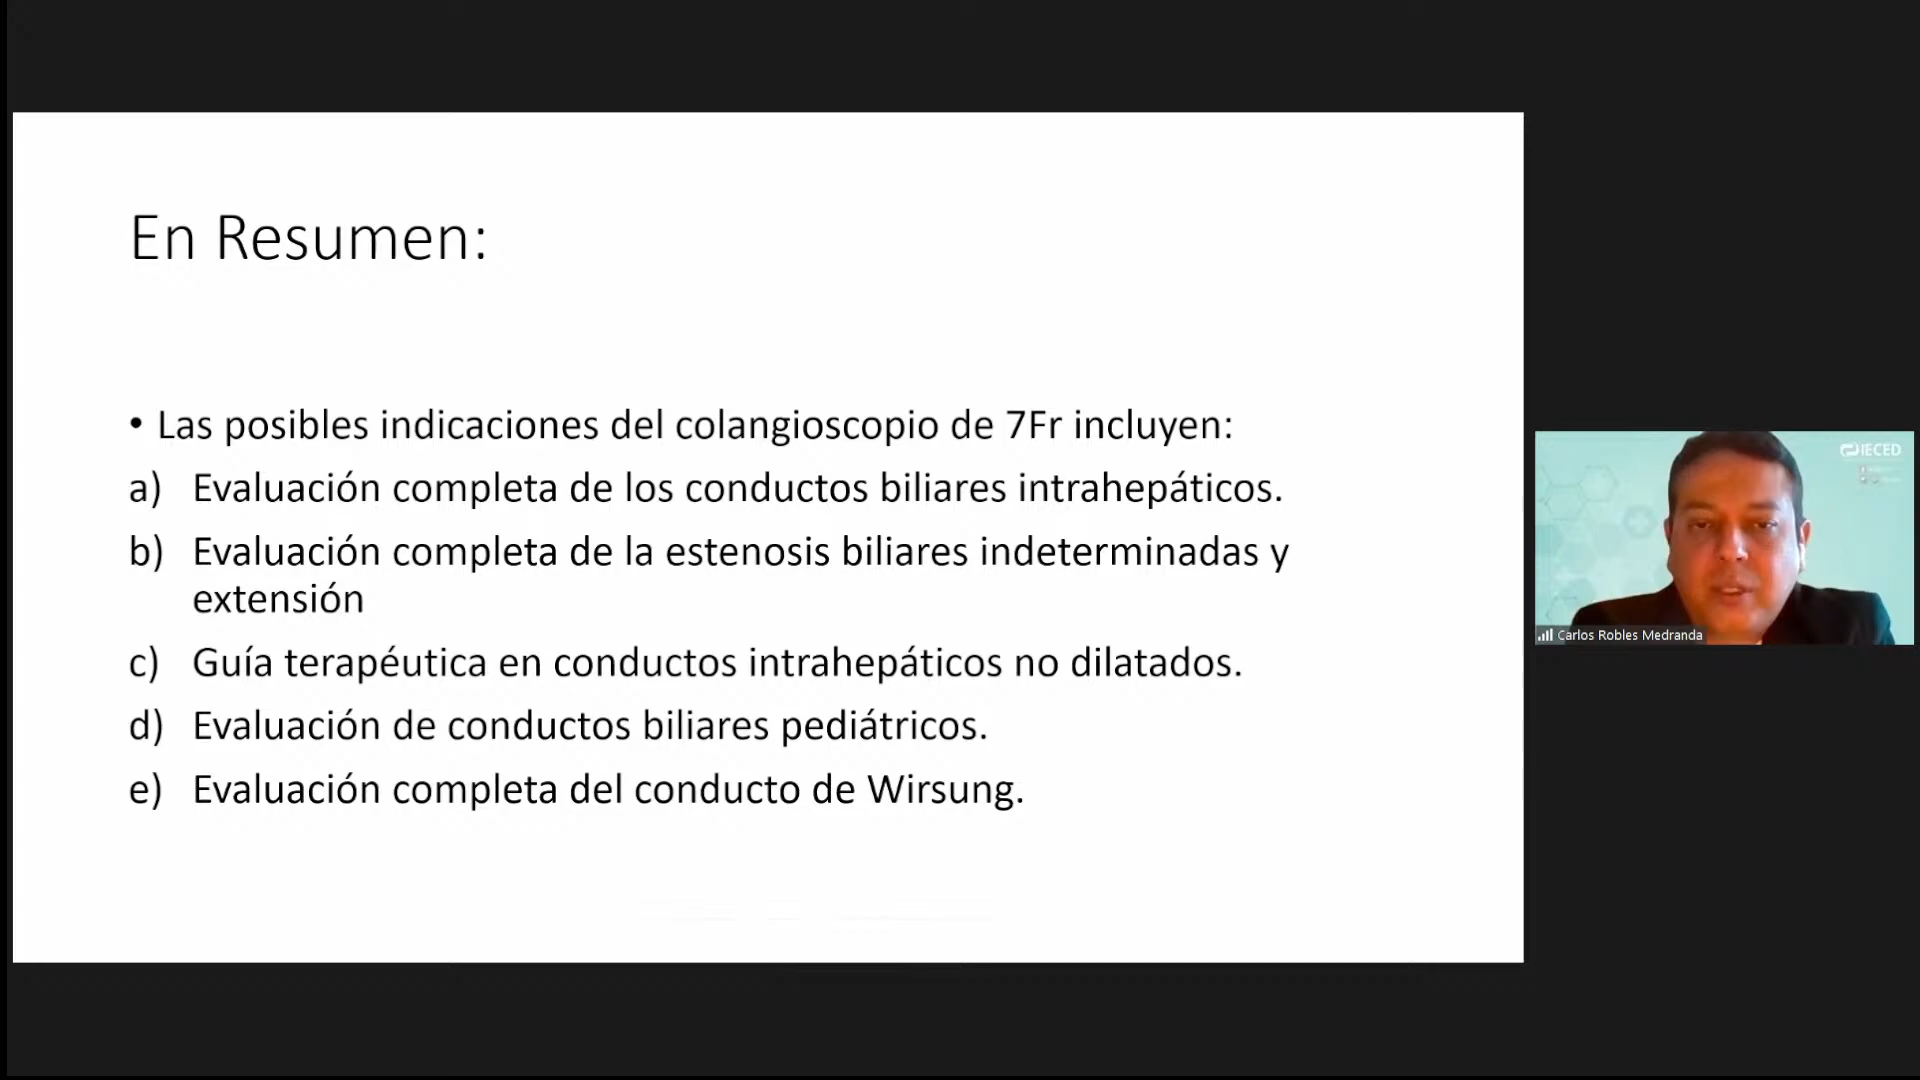 En Resumen:
• Las posibles indicaciones del colangioscopio de 7Fr incluyen:
a) Evaluación completa de los conductos biliares intrahepáticos.
b) Evaluación completa de la estenosis biliares indeterminadas y
extensión
c) Guía terapéutica en conductos intrahepáticos no dilatados.
d) Evaluación de conductos biliares pediátricos.
e) Evaluación completa del conducto de Wirsung.
IECED
Carlos Robles Medranda